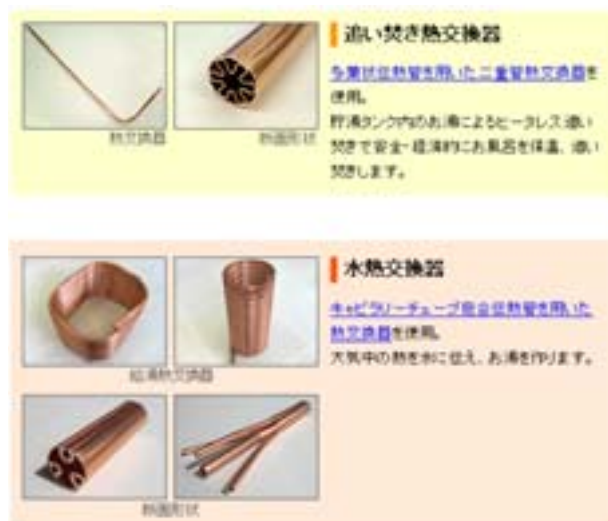 追い焚き熱交換器
多葉状伝熱管を用いた二重管熱交換器を
使用。
貯湯タンク内のお湯によるヒータレス追い
焚きで安全・経済的にお風呂を保温、追い
焚きします。
熱交換器
断面形状
水熱交換器
キャピラリーチューブ接合伝熱管を用いた
熱交換器を使用。
大気中の熱を水に伝え、お湯を作ります。
給湯熱交換器
断面形状